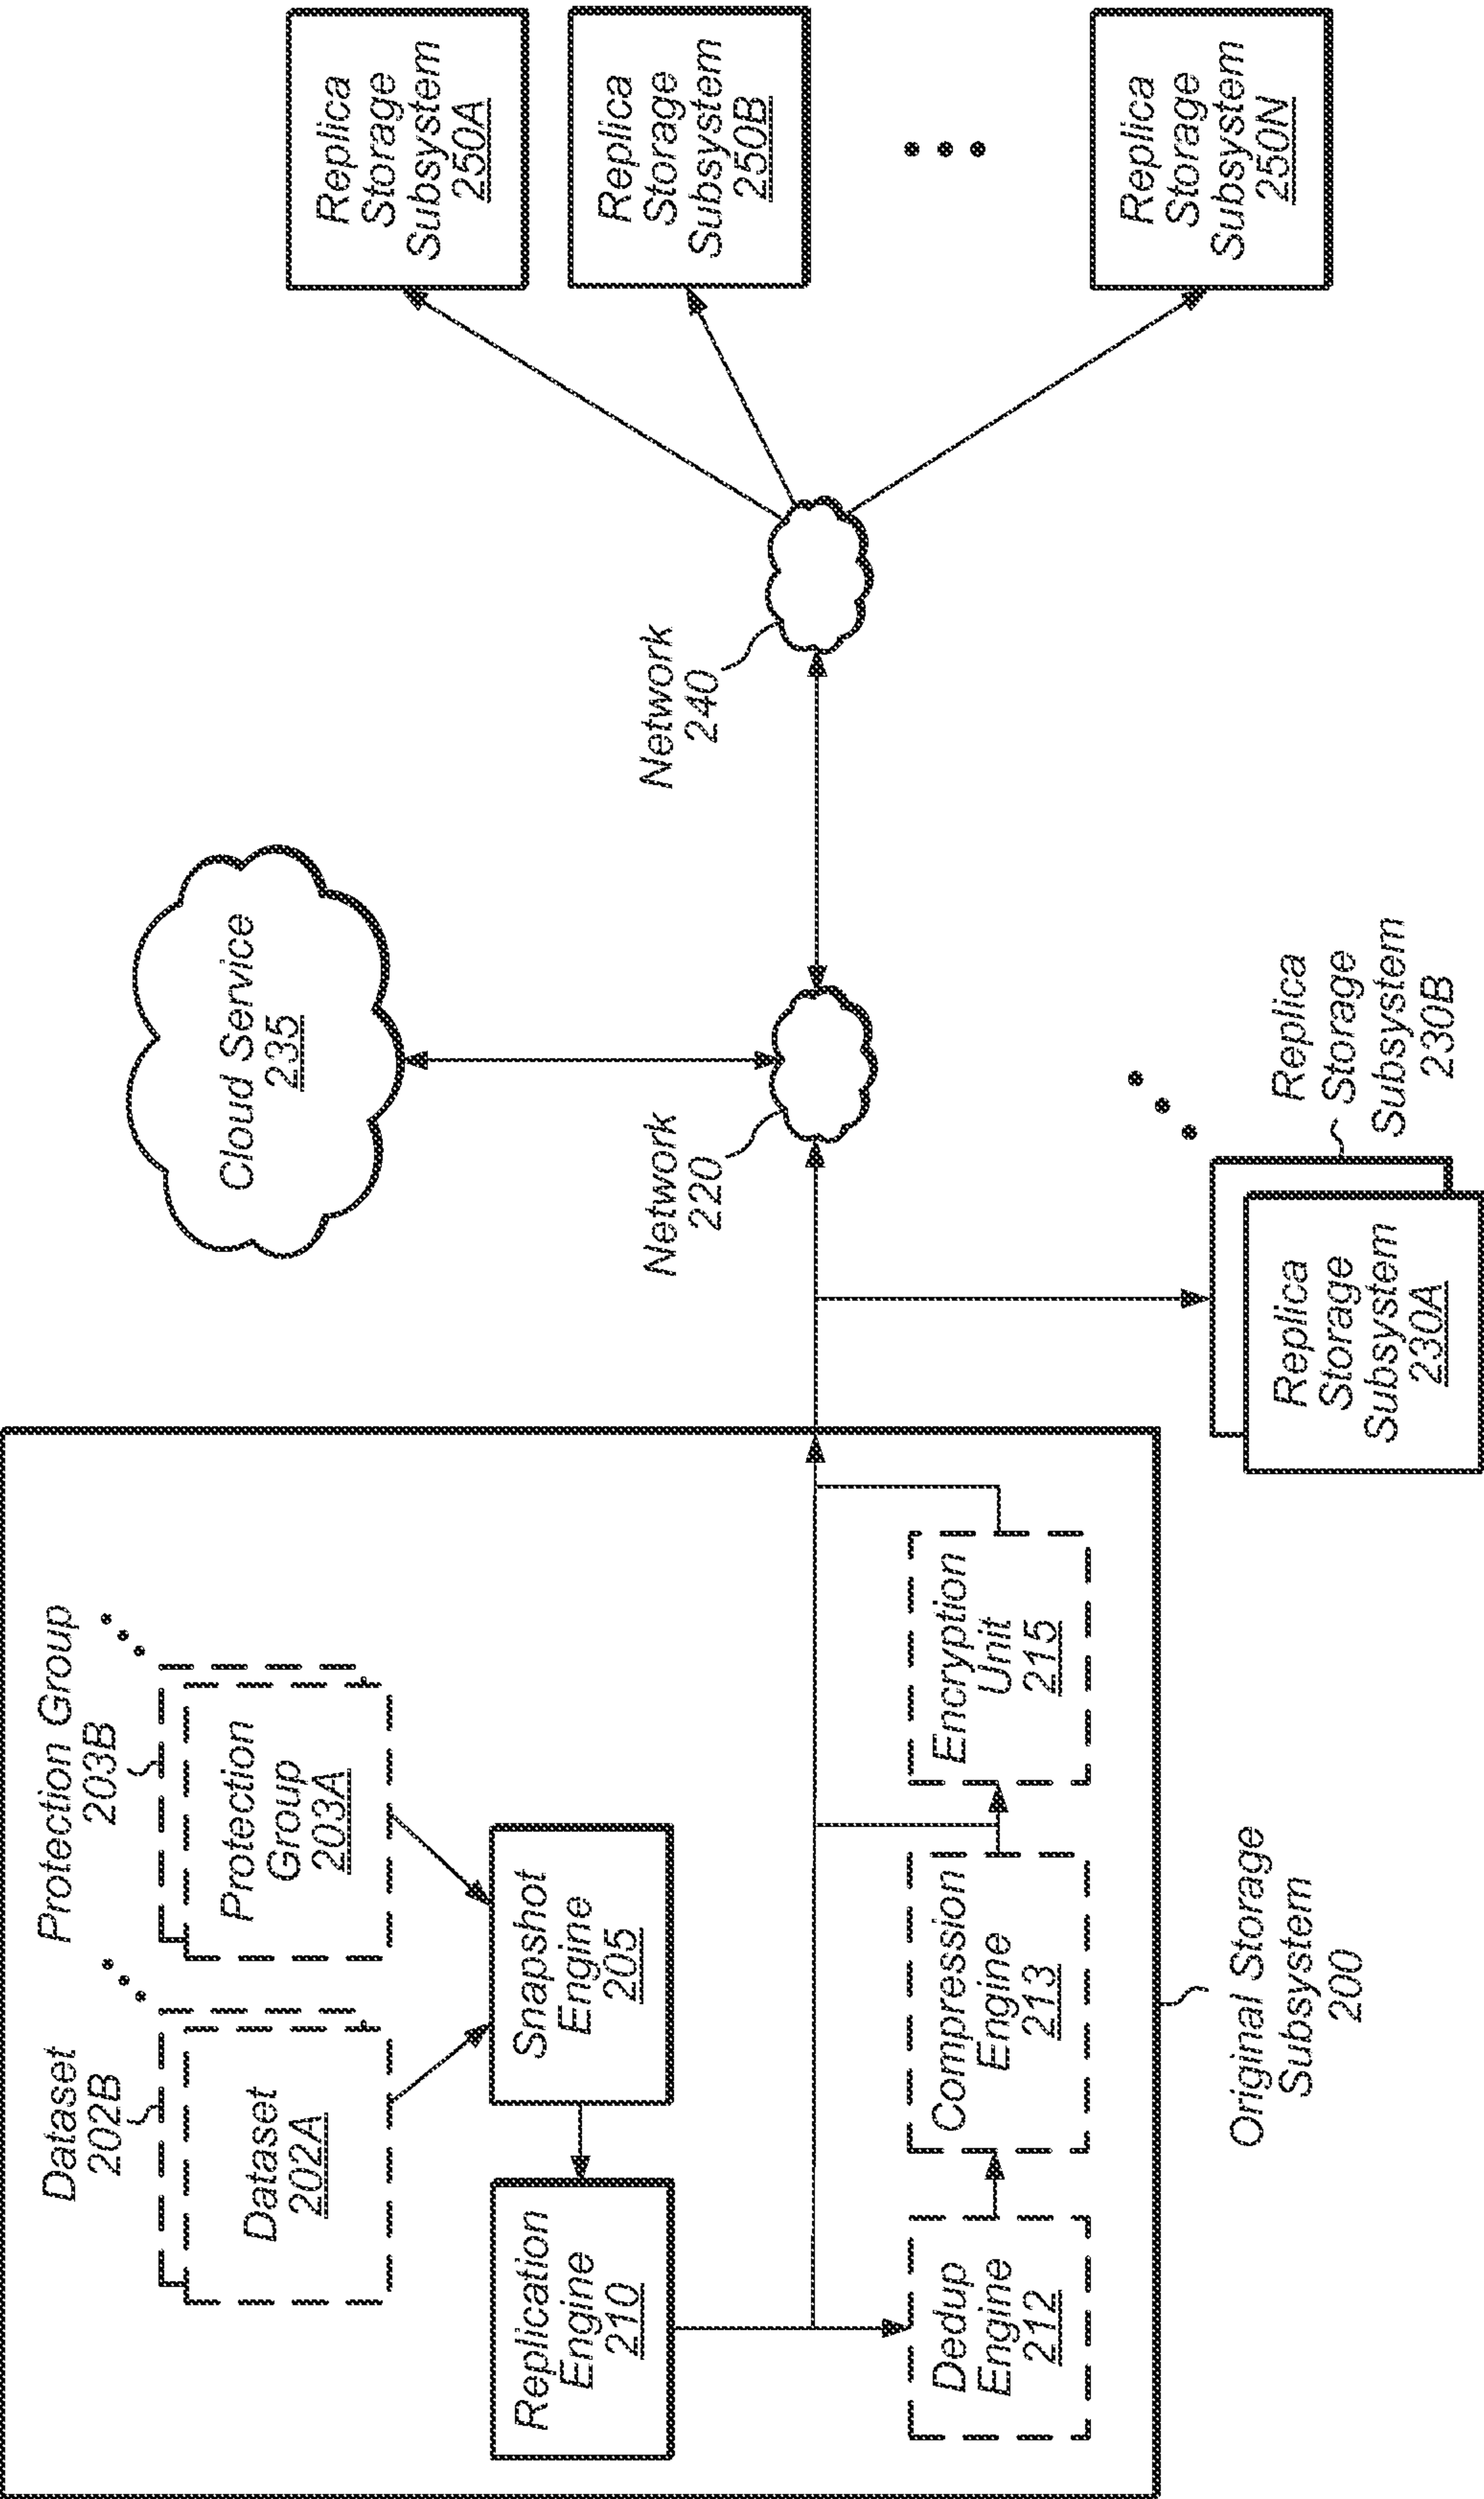 Dataset
202B
Protection Group
203B
Dataset
202A
Protection
Group
203A
Replication
Engine
210
Snapshot
Engine
205
Dedup
Engine
212
Compression
Engine
213
Encryption
Unit
215
Original Storage
Subsystem
200
Cloud Service
235
Network
220
Network
240
Replica
Storage
Subsystem
230A
Replica
Storage
Subsystem
230B
Replica
Storage
Subsystem
250A
Replica
Storage
Subsystem
250B
Replica
Storage
Subsystem
250N